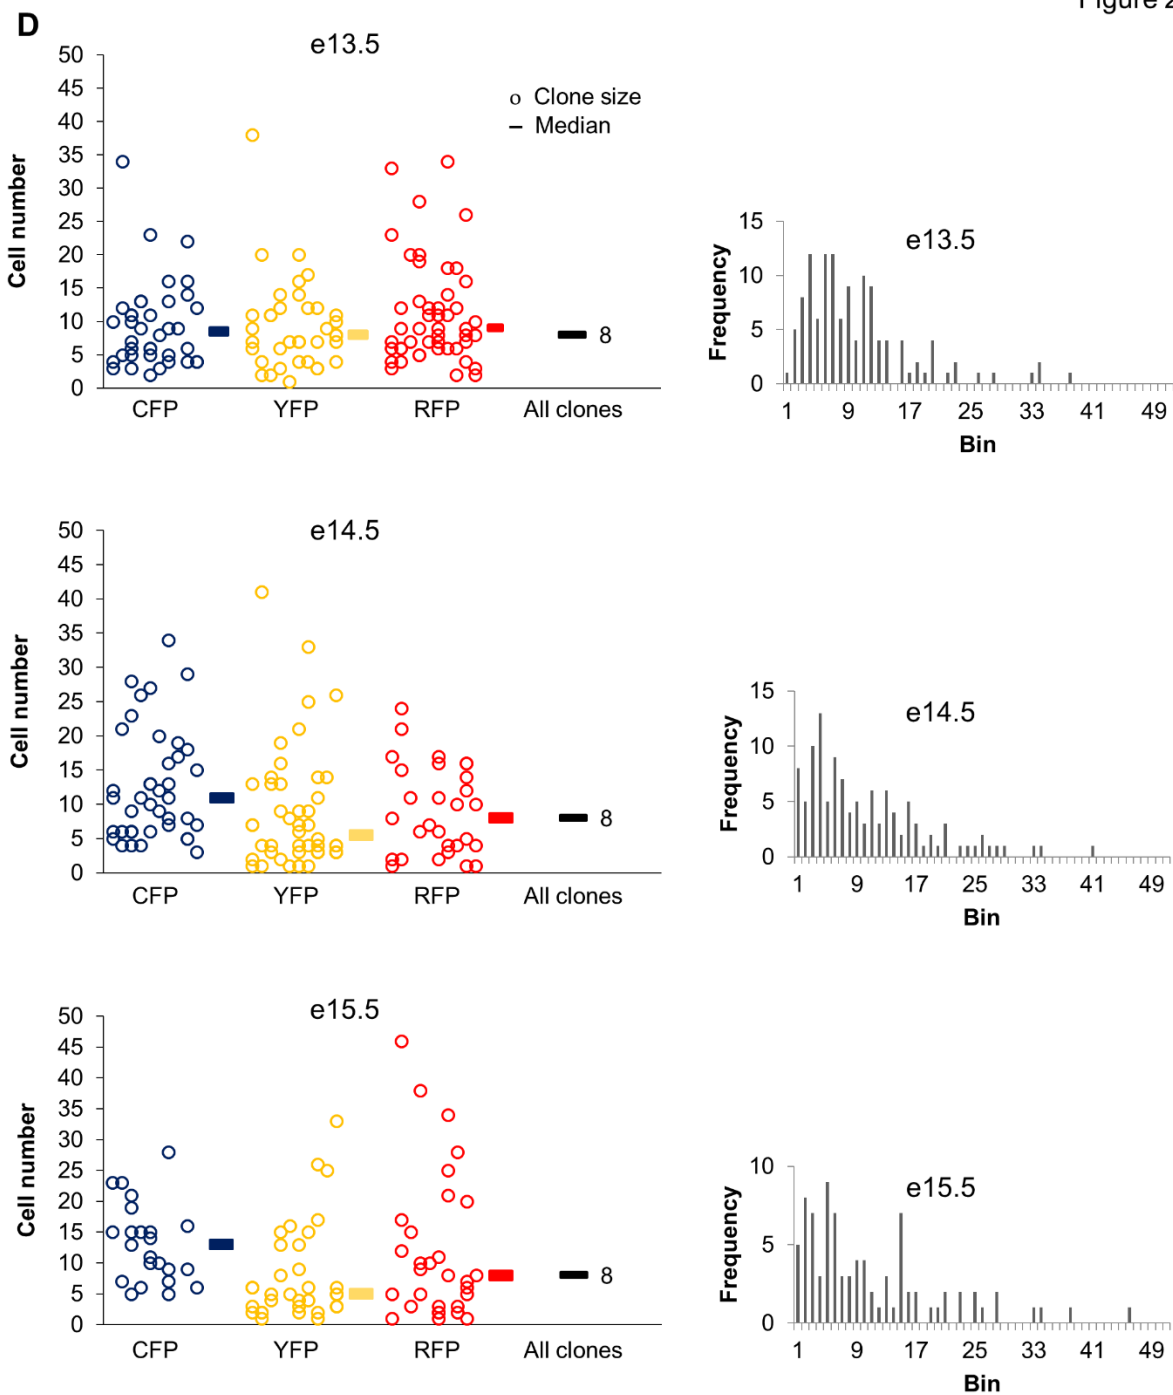 Figure 2
D
e13.5
50
45
40
35
30
25
20
15
10
5
0
Cell number
o Clone size
– Median
8
CFP YFP RFP All clones
e13.5
15
10
5
0
Frequency
1 9 17 25 33 41 49
Bin
e14.5
50
45
40
35
30
25
20
15
10
5
0
Cell number
8
CFP YFP RFP All clones
e14.5
15
10
5
0
Frequency
1 9 17 25 33 41 49
Bin
e15.5
50
45
40
35
30
25
20
15
10
5
0
Cell number
8
CFP YFP RFP All clones
e15.5
10
5
0
Frequency
1 9 17 25 33 41 49
Bin